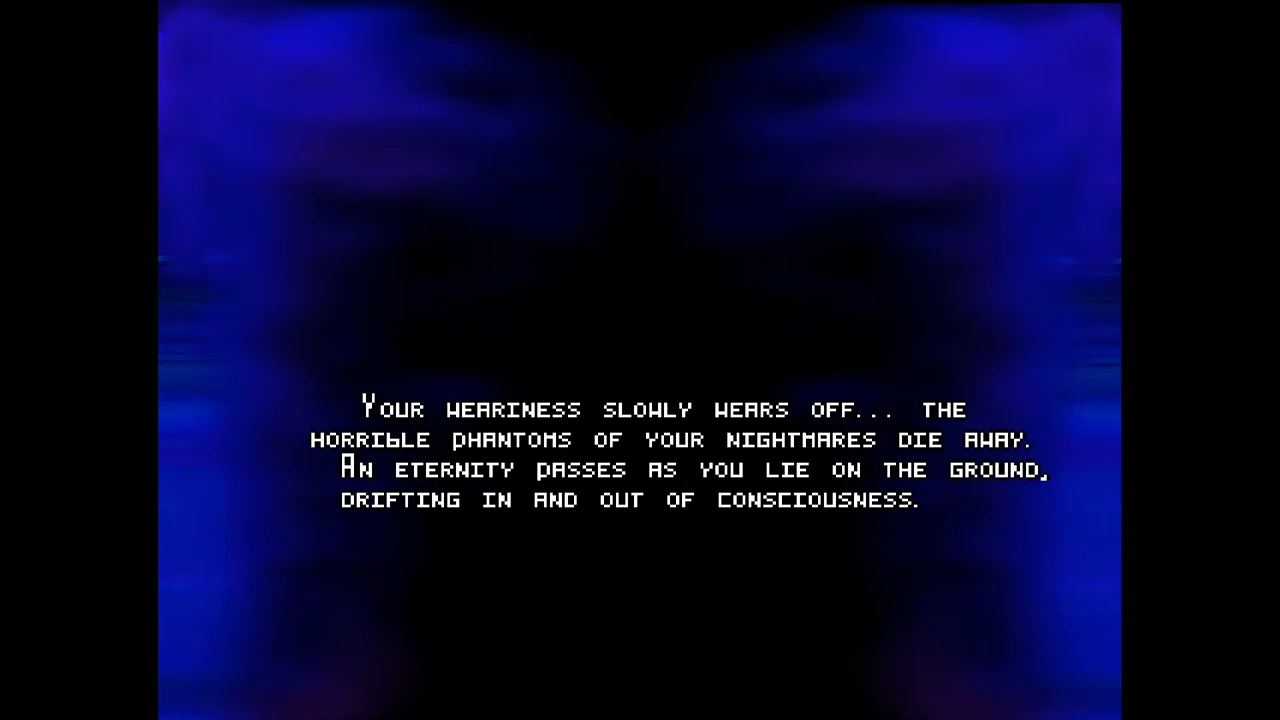 Your weariness slowly wears off... the
horrible phantoms of your nightmares die away.
An eternity passes as you lie on the ground,
drifting in and out of consciousness.